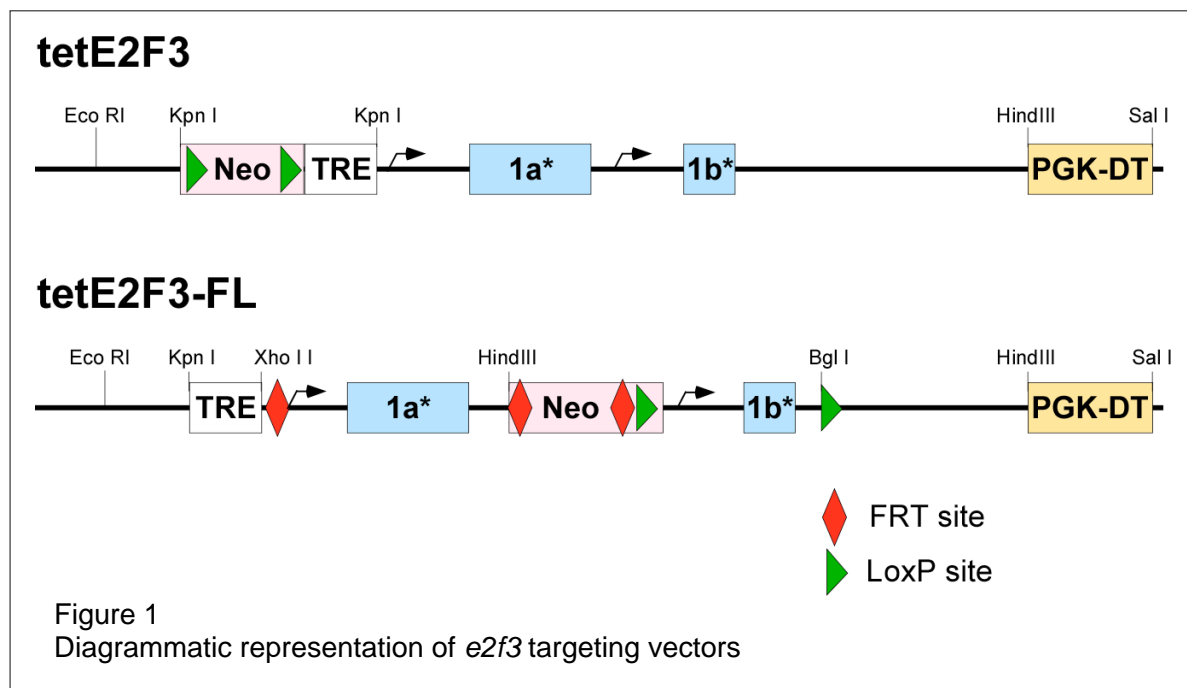 tetE2F3
Eco RI Kpn I Kpn I HindIII Sal I
Neo TRE 1a* 1b* PGK-DT
tetE2F3-FL
Eco RI Kpn I Xho I I HindIII Bgl I HindIII Sal I
TRE 1a* Neo 1b* PGK-DT
FRT site
LoxP site
Figure 1
Diagrammatic representation of e2f3 targeting vectors